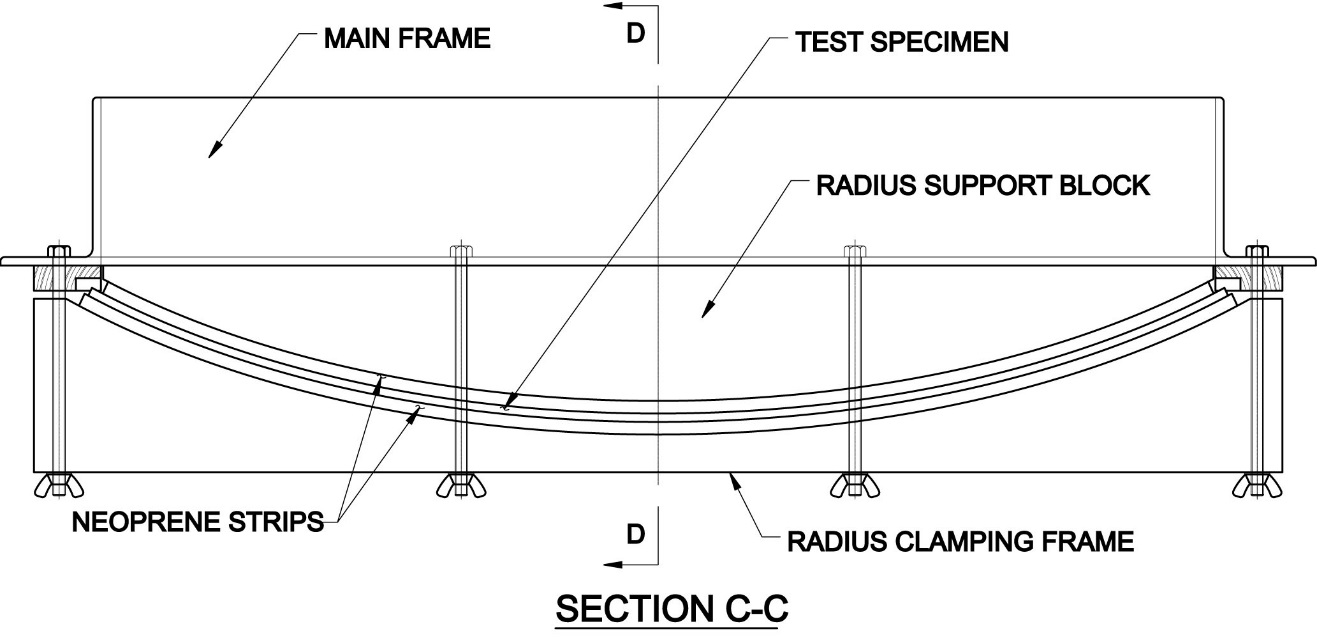 D
MAIN FRAME
TEST SPECIMEN
RADIUS SUPPORT BLOCK
NEOPRENE STRIPS
D
RADIUS CLAMPING FRAME
SECTION C-C